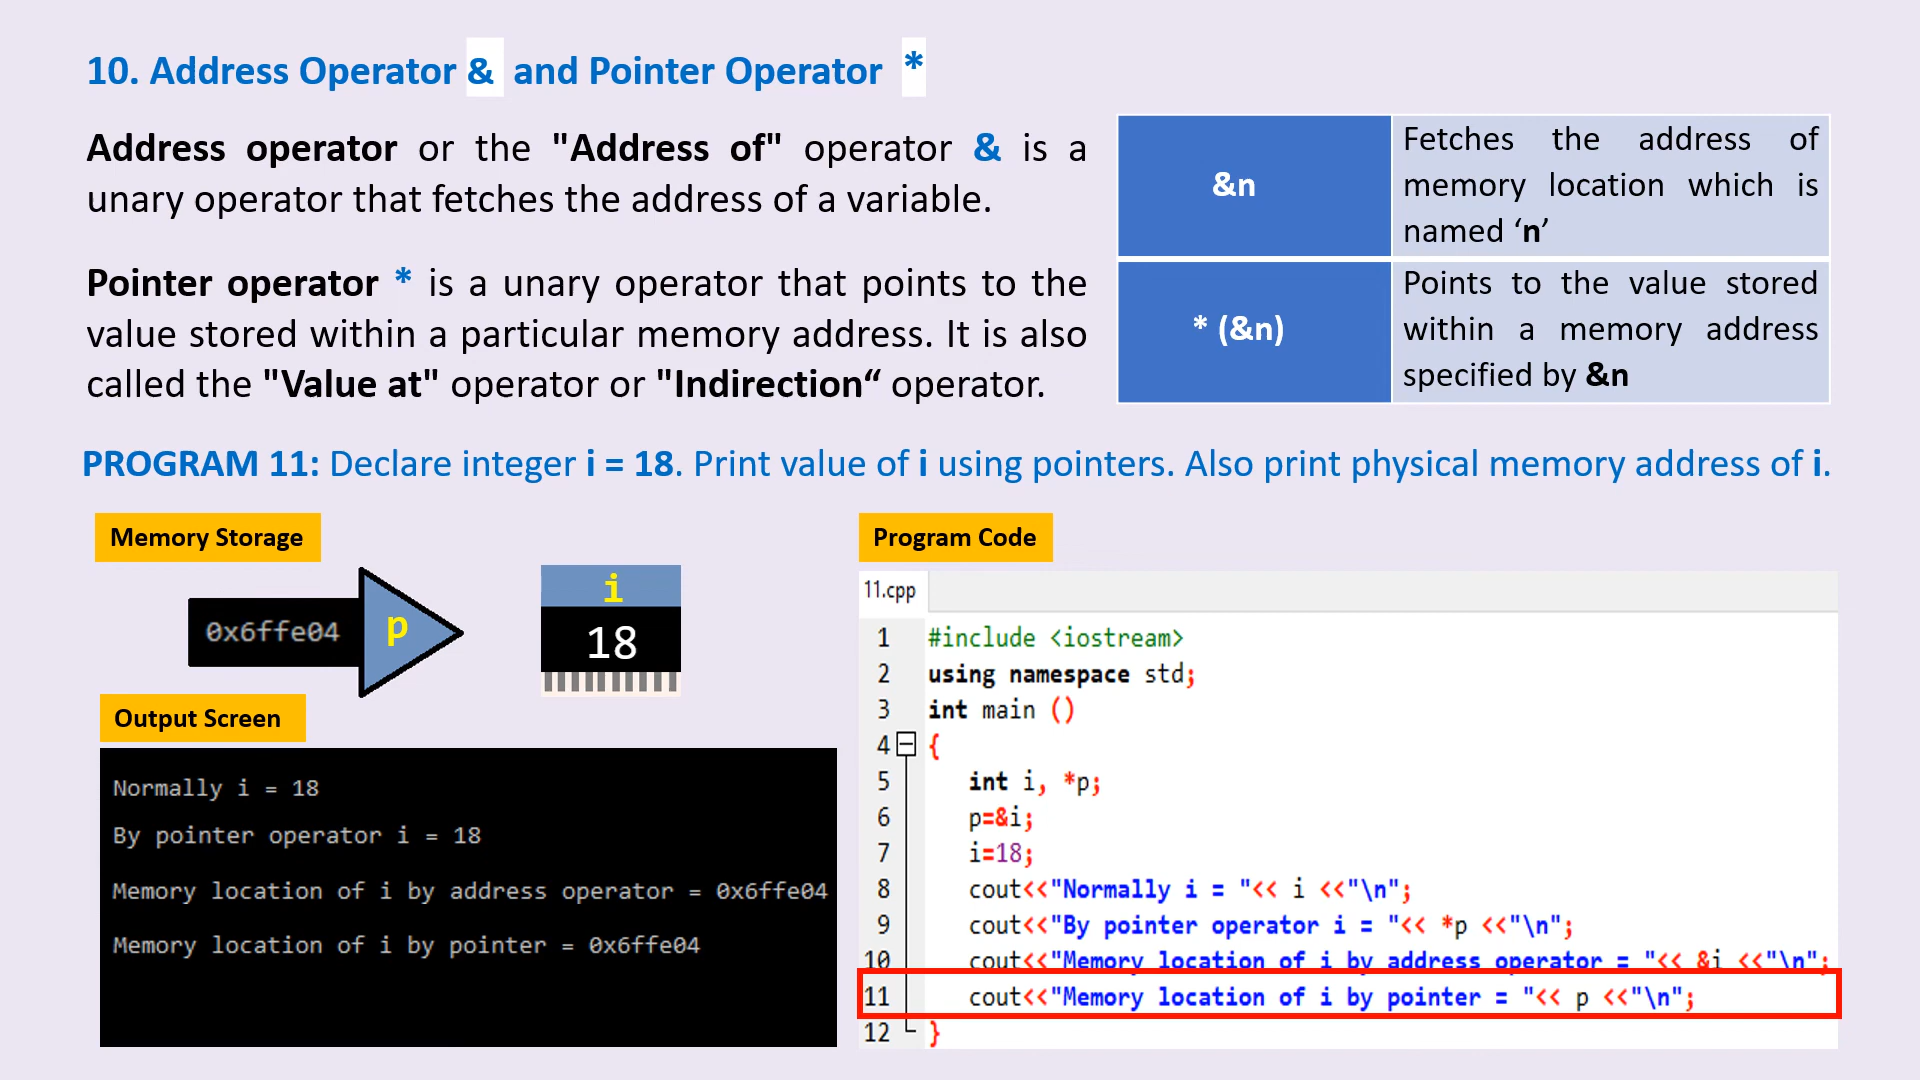 10. Address Operator & and Pointer Operator *
Address operator or the "Address of" operator & is a
unary operator that fetches the address of a variable.
Pointer operator * is a unary operator that points to the
value stored within a particular memory address. It is also
called the "Value at" operator or "Indirection“ operator.
&n
Fetches the address of
memory location which is
named ‘n’
* (&n)
Points to the value stored
within a memory address
specified by &n
PROGRAM 11: Declare integer i = 18. Print value of i using pointers. Also print physical memory address of i.
Memory Storage
0x6ffe04
p
i
18
Output Screen
Normally i = 18
By pointer operator i = 18
Memory location of i by address operator = 0x6ffe04
Memory location of i by pointer = 0x6ffe04
Program Code
11.cpp
1 #include <iostream>
2 using namespace std;
3 int main ()
4 {
5 int i, *p;
6 p=&i;
7 i=18;
8 cout<<"Normally i = "<< i <<"\n";
9 cout<<"By pointer operator i = "<< *p <<"\n";
10 cout<<"Memory location of i by address operator = "<< &i <<"\n";
11 cout<<"Memory location of i by pointer = "<< p <<"\n";
12 }